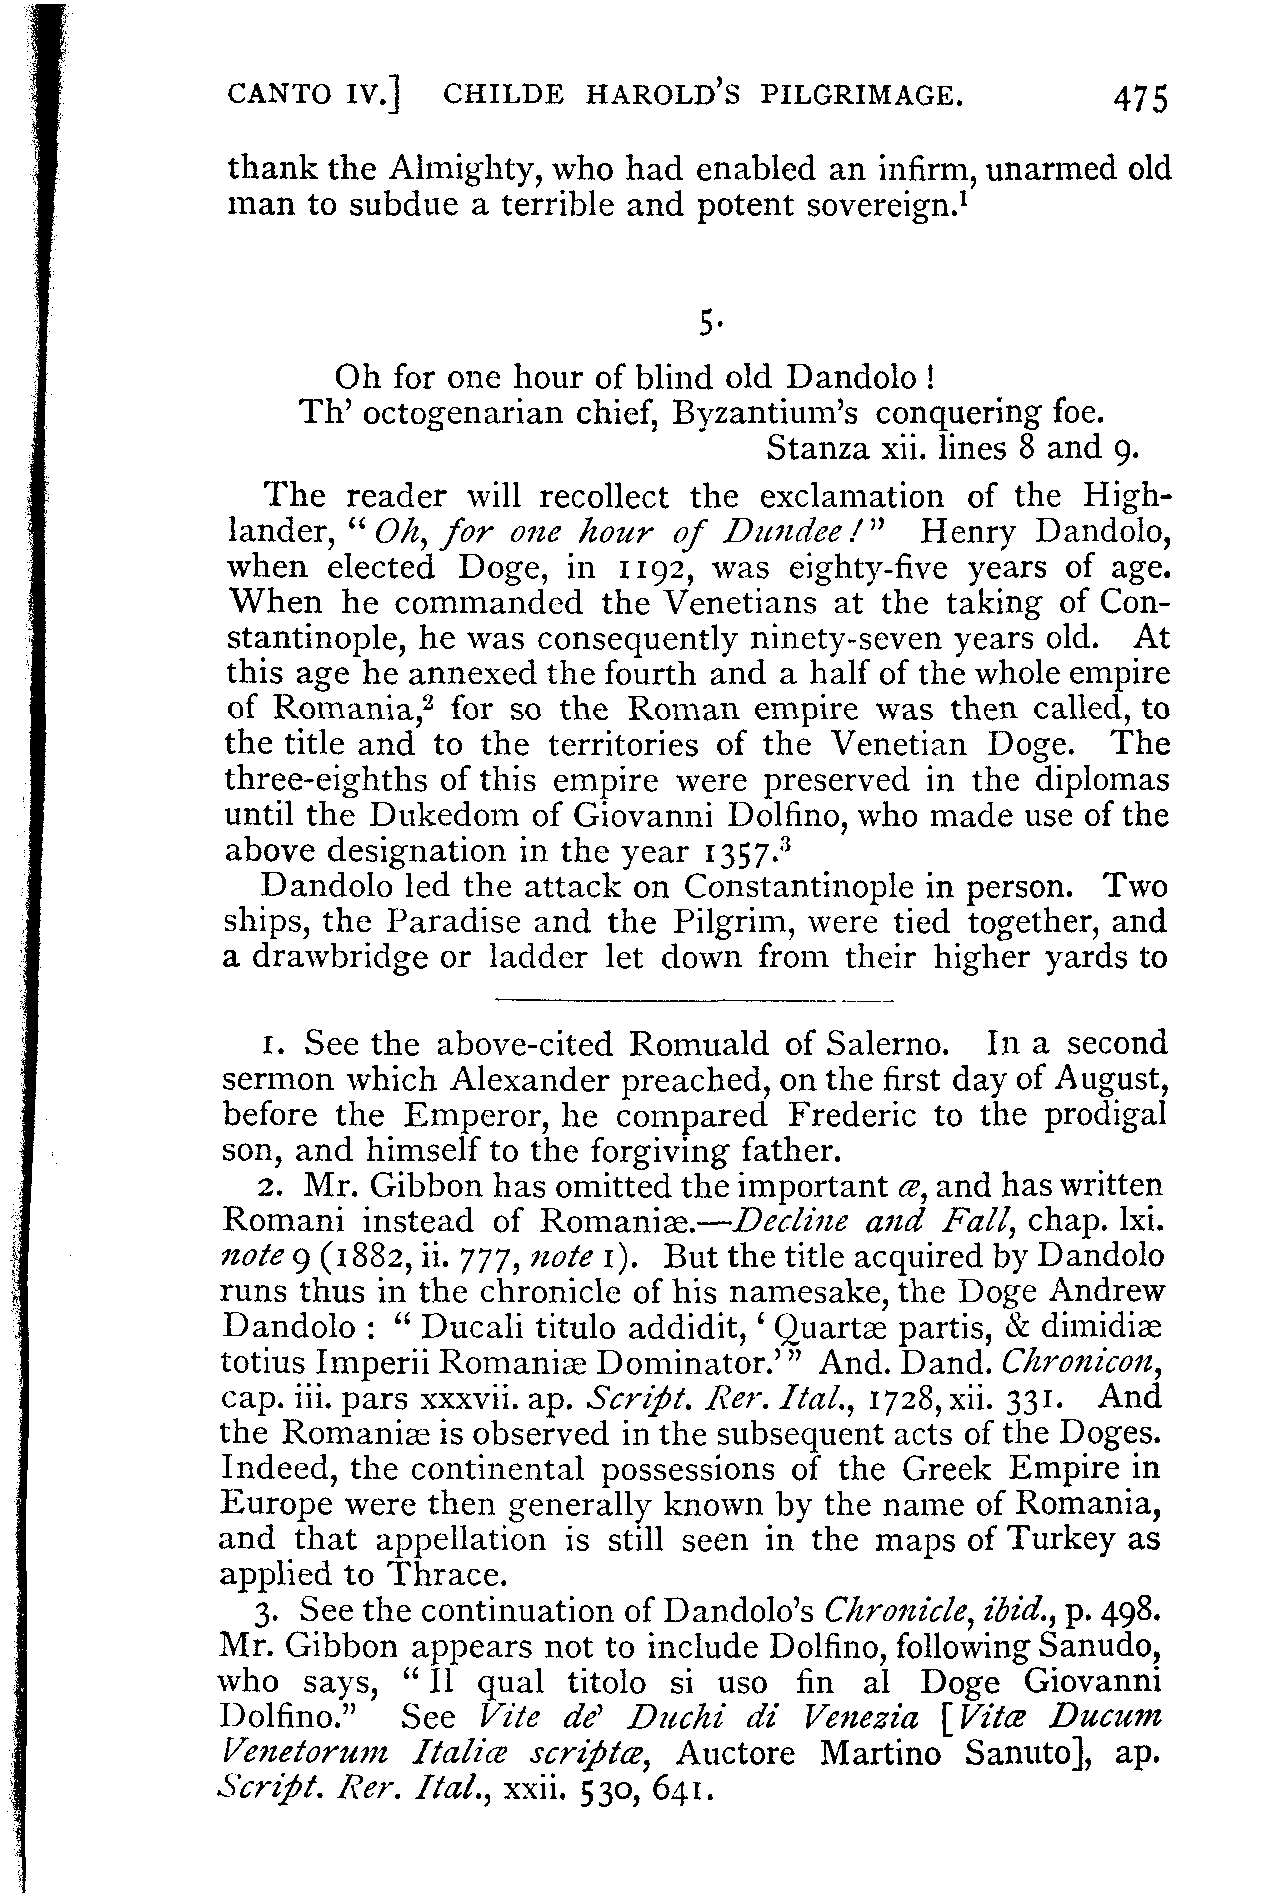 CANTO IV.] CHILDE HAROLD'S PILGRIMAGE. 475
thank the Almighty, who had enabled an infirm, unarmed old
man to subdue a terrible and potent sovereign.¹
5.
Oh for one hour of blind old Dandolo !
Th' octogenarian chief, Byzantium's conquering foe.
Stanza xii. lines 8 and 9.
The reader will recollect the exclamation of the High-
lander, " Oh, for one hour of Dundee ! " Henry Dandolo,
when elected Doge, in 1192, was eighty-five years of age.
When he commanded the Venetians at the taking of Con-
stantinople, he was consequently ninety-seven years old. At
this age he annexed the fourth and a half of the whole empire
of Romania,² for so the Roman empire was then called, to
the title and to the territories of the Venetian Doge. The
three-eighths of this empire were preserved in the diplomas
until the Dukedom of Giovanni Dolfino, who made use of the
above designation in the year 1357.³
Dandolo led the attack on Constantinople in person. Two
ships, the Paradise and the Pilgrim, were tied together, and
a drawbridge or ladder let down from their higher yards to
1. See the above-cited Romuald of Salerno. In a second
sermon which Alexander preached, on the first day of August,
before the Emperor, he compared Frederic to the prodigal
son, and himself to the forgiving father.
2. Mr. Gibbon has omitted the important æ, and has written
Romani instead of Romaniæ.—Decline and Fall, chap. lxi.
note 9 (1882, ii. 777, note 1). But the title acquired by Dandolo
runs thus in the chronicle of his namesake, the Doge Andrew
Dandolo : " Ducali titulo addidit, ' Quartæ partis, & dimidiæ
totius Imperii Romaniæ Dominator.' " And. Dand. Chronicon,
cap. iii. pars xxxvii. ap. Script. Rer. Ital., 1728, xii. 331. And
the Romaniæ is observed in the subsequent acts of the Doges.
Indeed, the continental possessions of the Greek Empire in
Europe were then generally known by the name of Romania,
and that appellation is still seen in the maps of Turkey as
applied to Thrace.
3. See the continuation of Dandolo's Chronicle, ibid., p. 498.
Mr. Gibbon appears not to include Dolfino, following Sanudo,
who says, " Il qual titolo si uso fin al Doge Giovanni
Dolfino." See Vite de' Duchi di Venezia [Vitæ Ducum
Venetorum Italiæ scriptæ, Auctore Martino Sanuto], ap.
Script. Rer. Ital., xxii. 530, 641.